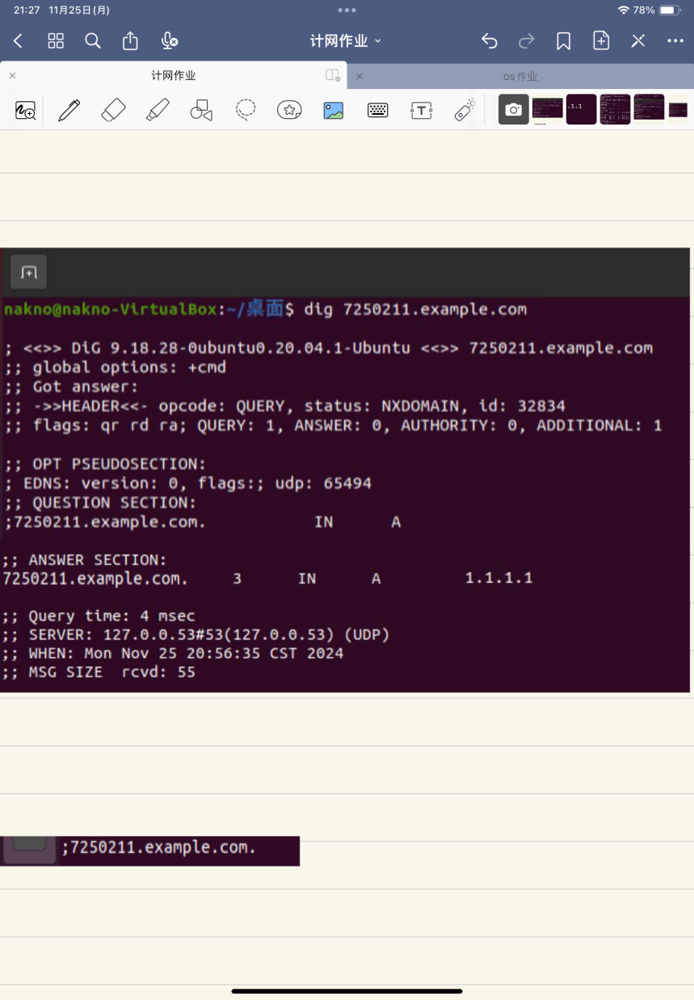 21:27 11月25日(月)
78%
计网作业
计网作业
os作业
T
.1.1
nakno@nakno-VirtualBox:~/桌面$ dig 7250211.example.com
; <<>> DiG 9.18.28-0ubuntu0.20.04.1-Ubuntu <<>> 7250211.example.com
;; global options: +cmd
;; Got answer:
;; ->>HEADER<<- opcode: QUERY, status: NXDOMAIN, id: 32834
;; flags: qr rd ra; QUERY: 1, ANSWER: 0, AUTHORITY: 0, ADDITIONAL: 1
;; OPT PSEUDOSECTION:
; EDNS: version: 0, flags:; udp: 65494
;; QUESTION SECTION:
;7250211.example.com. IN A
;; ANSWER SECTION:
7250211.example.com. 3 IN A 1.1.1.1
;; Query time: 4 msec
;; SERVER: 127.0.0.53#53(127.0.0.53) (UDP)
;; WHEN: Mon Nov 25 20:56:35 CST 2024
;; MSG SIZE rcvd: 55
;7250211.example.com.